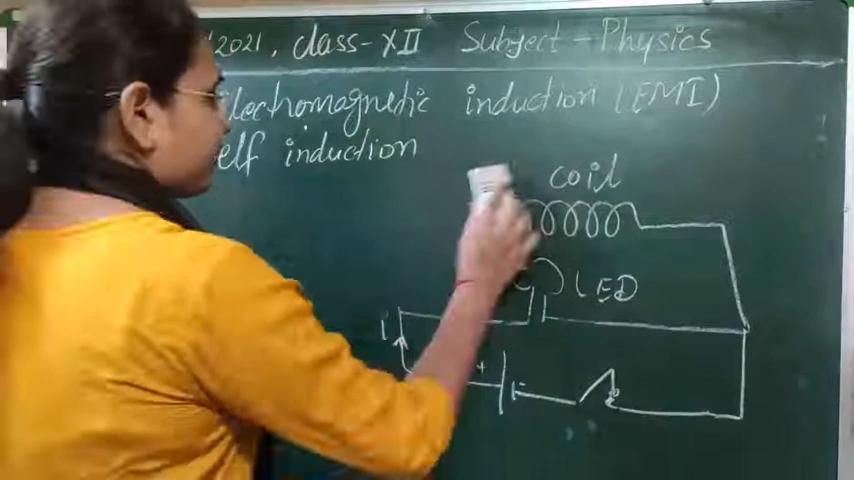 2021, class - XII Subject - Physics
Electromagnetic induction (EMI)
self induction
coil
LED
i
+
-